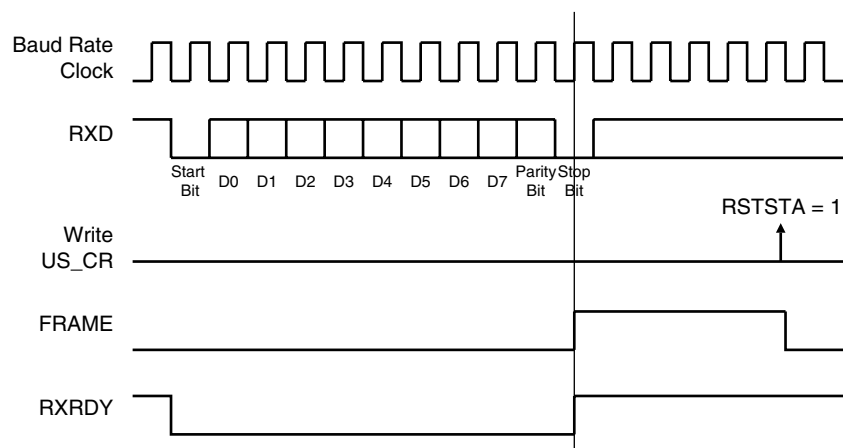 Baud Rate
Clock
RXD
Start D0 D1 D2 D3 D4 D5 D6 D7 Parity Stop
Bit Bit Bit
RSTSTA = 1
Write
US_CR
FRAME
RXRDY